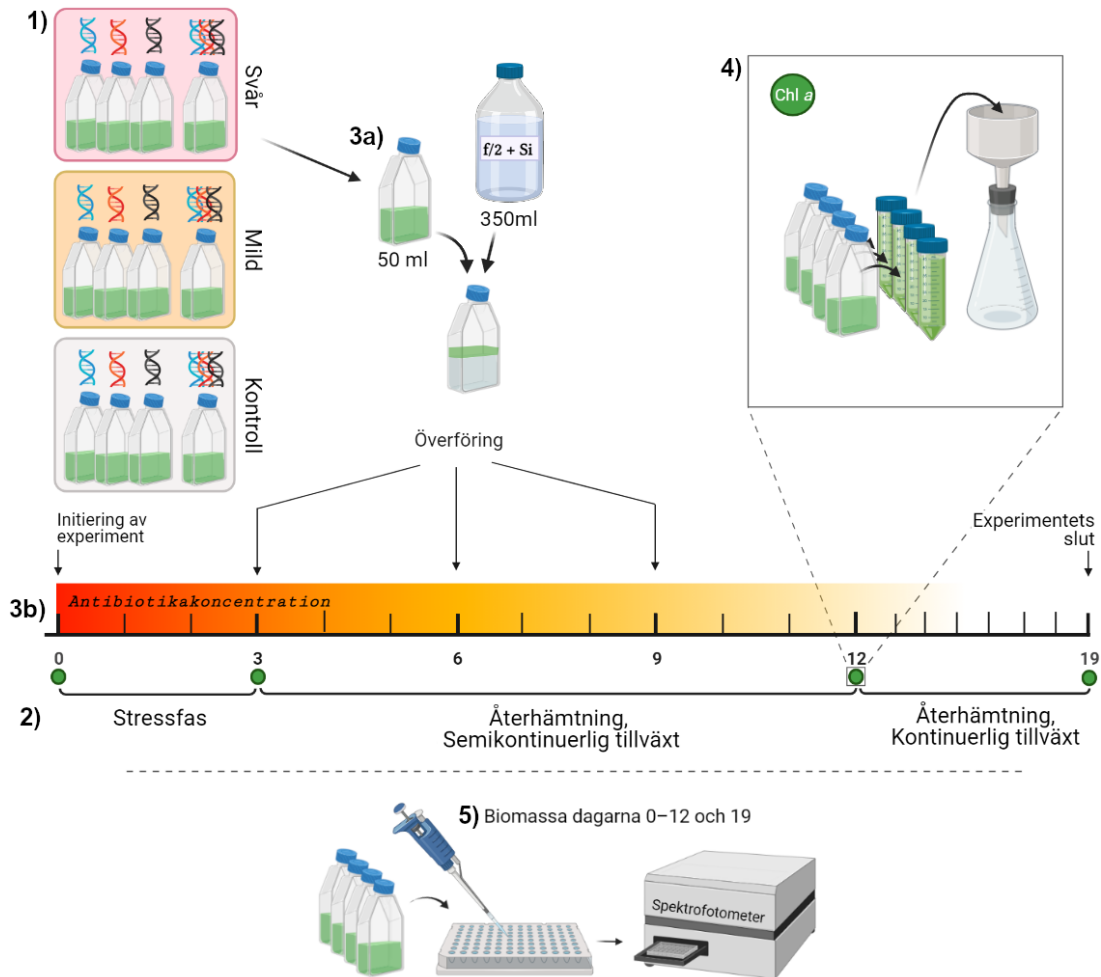 1)
Svår
Mild
Kontroll
3a)
50 ml
f/2 + Si
350ml
4)
Chl a
Överföring
Initiering av
experiment
Experimentets
slut
3b)
Antibiotikakoncentration
0
3
6
9
12
19
2)
Stressfas
Återhämtning,
Semikontinuerlig tillväxt
Återhämtning,
Kontinuerlig tillväxt
5) Biomassa dagarna 0–12 och 19
Spektrofotometer